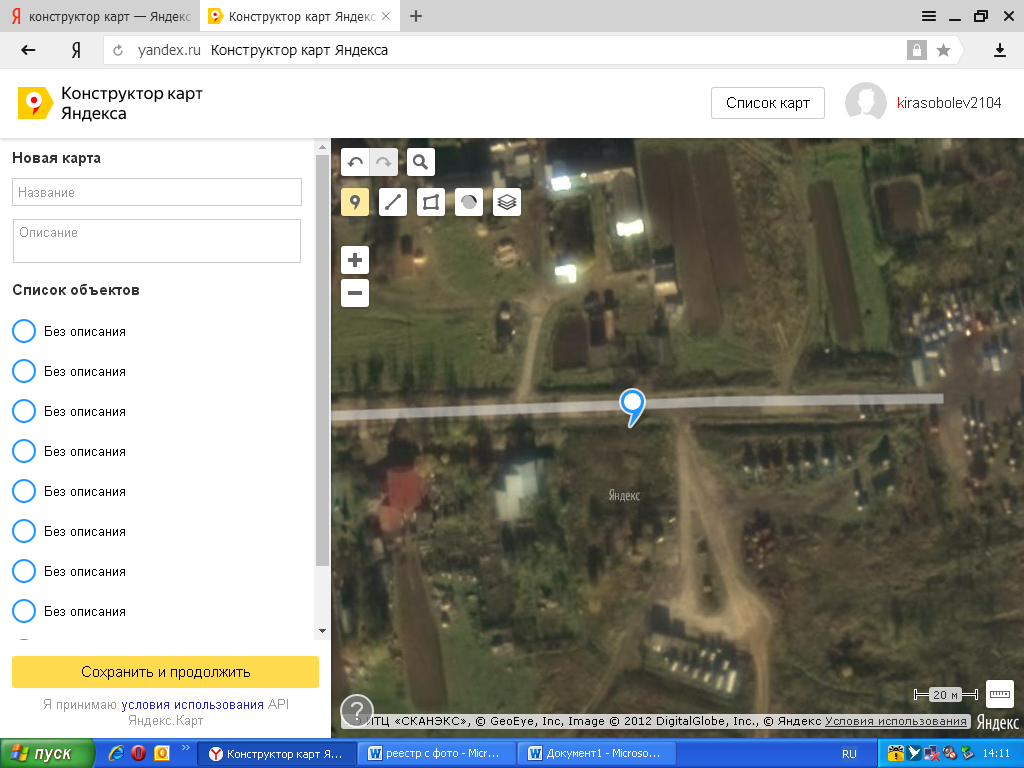 конструктор карт — Яндекс
Конструктор карт Яндекс
yandex.ru Конструктор карт Яндекса
Конструктор карт
Яндекса
Список карт
kirasobolev2104
Новая карта
Название
Описание
Список объектов
Без описания
Без описания
Без описания
Без описания
Без описания
Без описания
Без описания
Без описания
Сохранить и продолжить
Я принимаю условия использования API
Яндекс.Карт
Яндекс
20 м
ИТЦ «СКАНЭКС», © GeoEye, Inc, Image © 2012 DigitalGlobe, Inc., © Яндекс Условия использования
Яндекс
пуск
Конструктор карт Я...
реестр с фото - Micr...
Документ1 - Microso...
RU
14:11